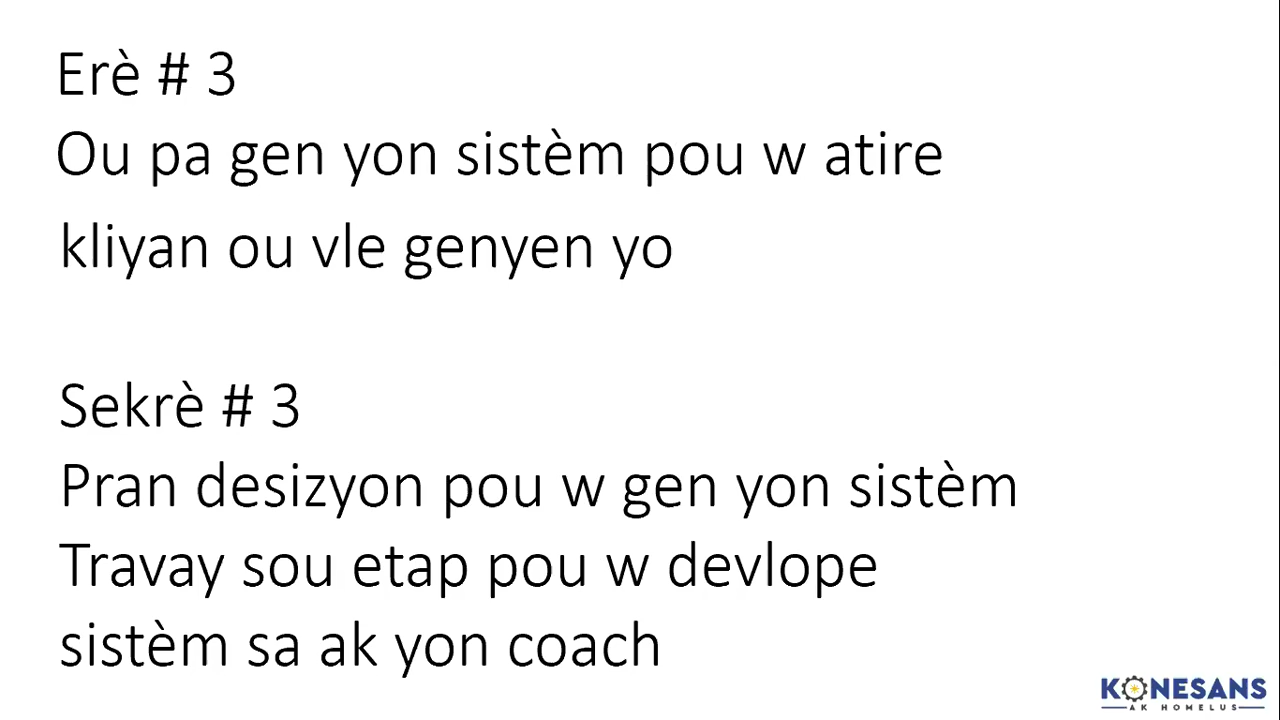 Erè # 3
Ou pa gen yon sistèm pou w atire
kliyan ou vle genyen yo
Sekrè # 3
Pran desizyon pou w gen yon sistèm
Travay sou etap pou w devlope
sistèm sa ak yon coach
KONESANS
AK HOMELUS